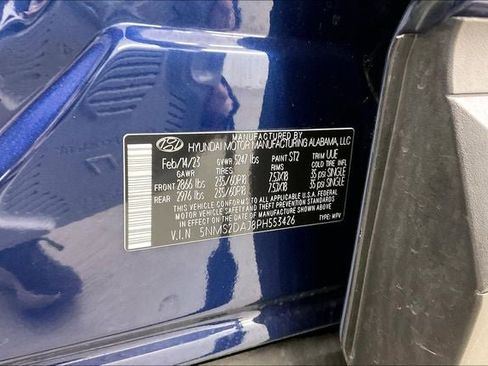 MANUFACTURED BY
HYUNDAI MOTOR MANUFACTURING ALABAMA, LLC
Feb/14/23 GVWR 5247 lbs PAINT ST2 TRIM UUE
GAWR TIRES RIMS COLD TIRE INFL
FRONT 2866 lbs 235/60R18 7.5JX18 35 psi SINGLE
REAR 2976 lbs 235/60R18 7.5JX18 35 psi SINGLE
THIS VEHICLE CONFORMS TO ALL APPLICABLE U.S.A. FEDERAL
MOTOR VEHICLE SAFETY AND THEFT PREVENTION STANDARDS
IN EFFECT ON THE DATE OF MANUFACTURE SHOWN ABOVE.
V.I.N 5NMS2DAJ8PH553426 TYPE: MPV